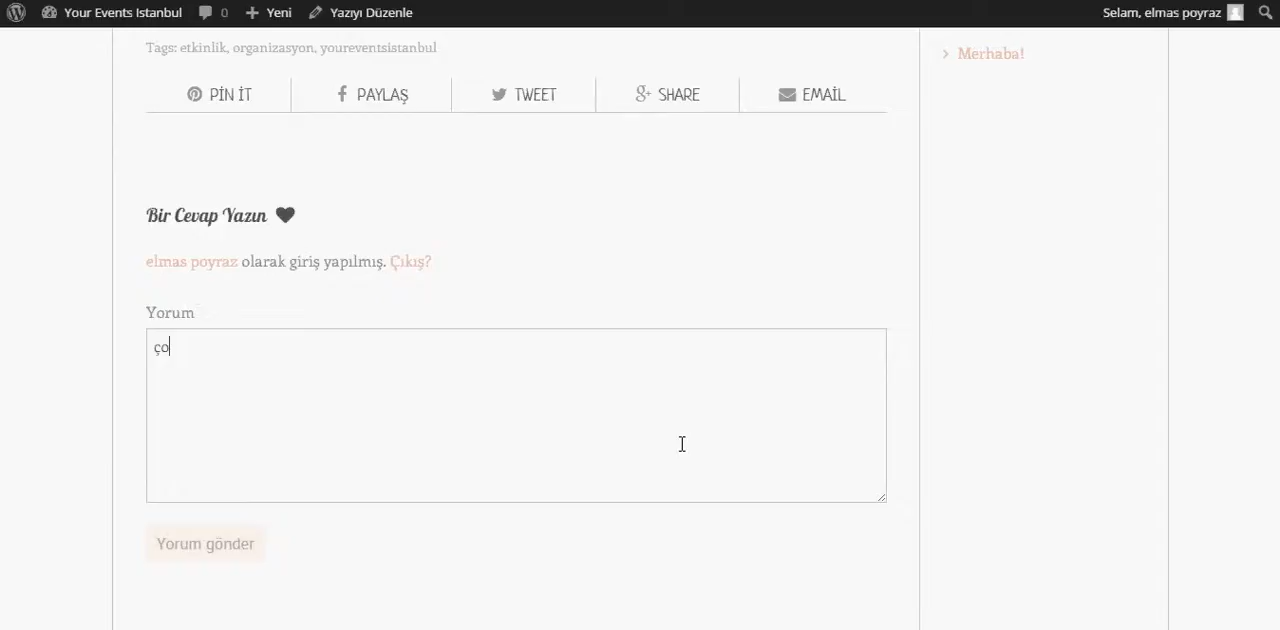 Your Events Istanbul 0 Yeni Yazıyı Düzenle Selam, elmas poyraz
Tags: etkinlik, organizasyon, youreventsistanbul
Merhaba!
PİN İT PAYLAŞ TWEET SHARE EMAİL
Bir Cevap Yazın
elmas poyraz olarak giriş yapılmış. Çıkış?
Yorum
ço
Yorum gönder